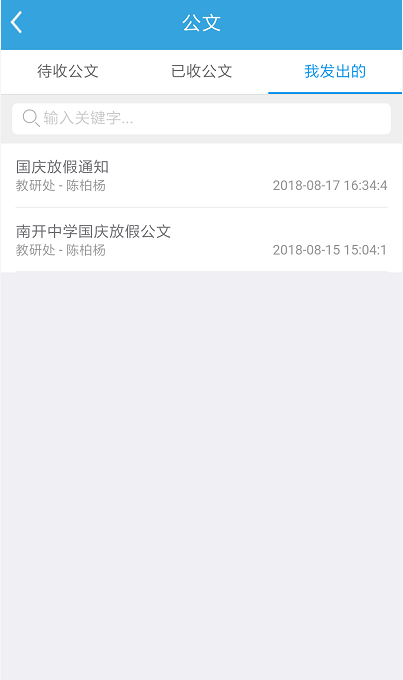 公文
待收公文 已收公文 我发出的
输入关键字...
国庆放假通知
教研处 - 陈柏杨 2018-08-17 16:34:4
南开中学国庆放假公文
教研处 - 陈柏杨 2018-08-15 15:04:1